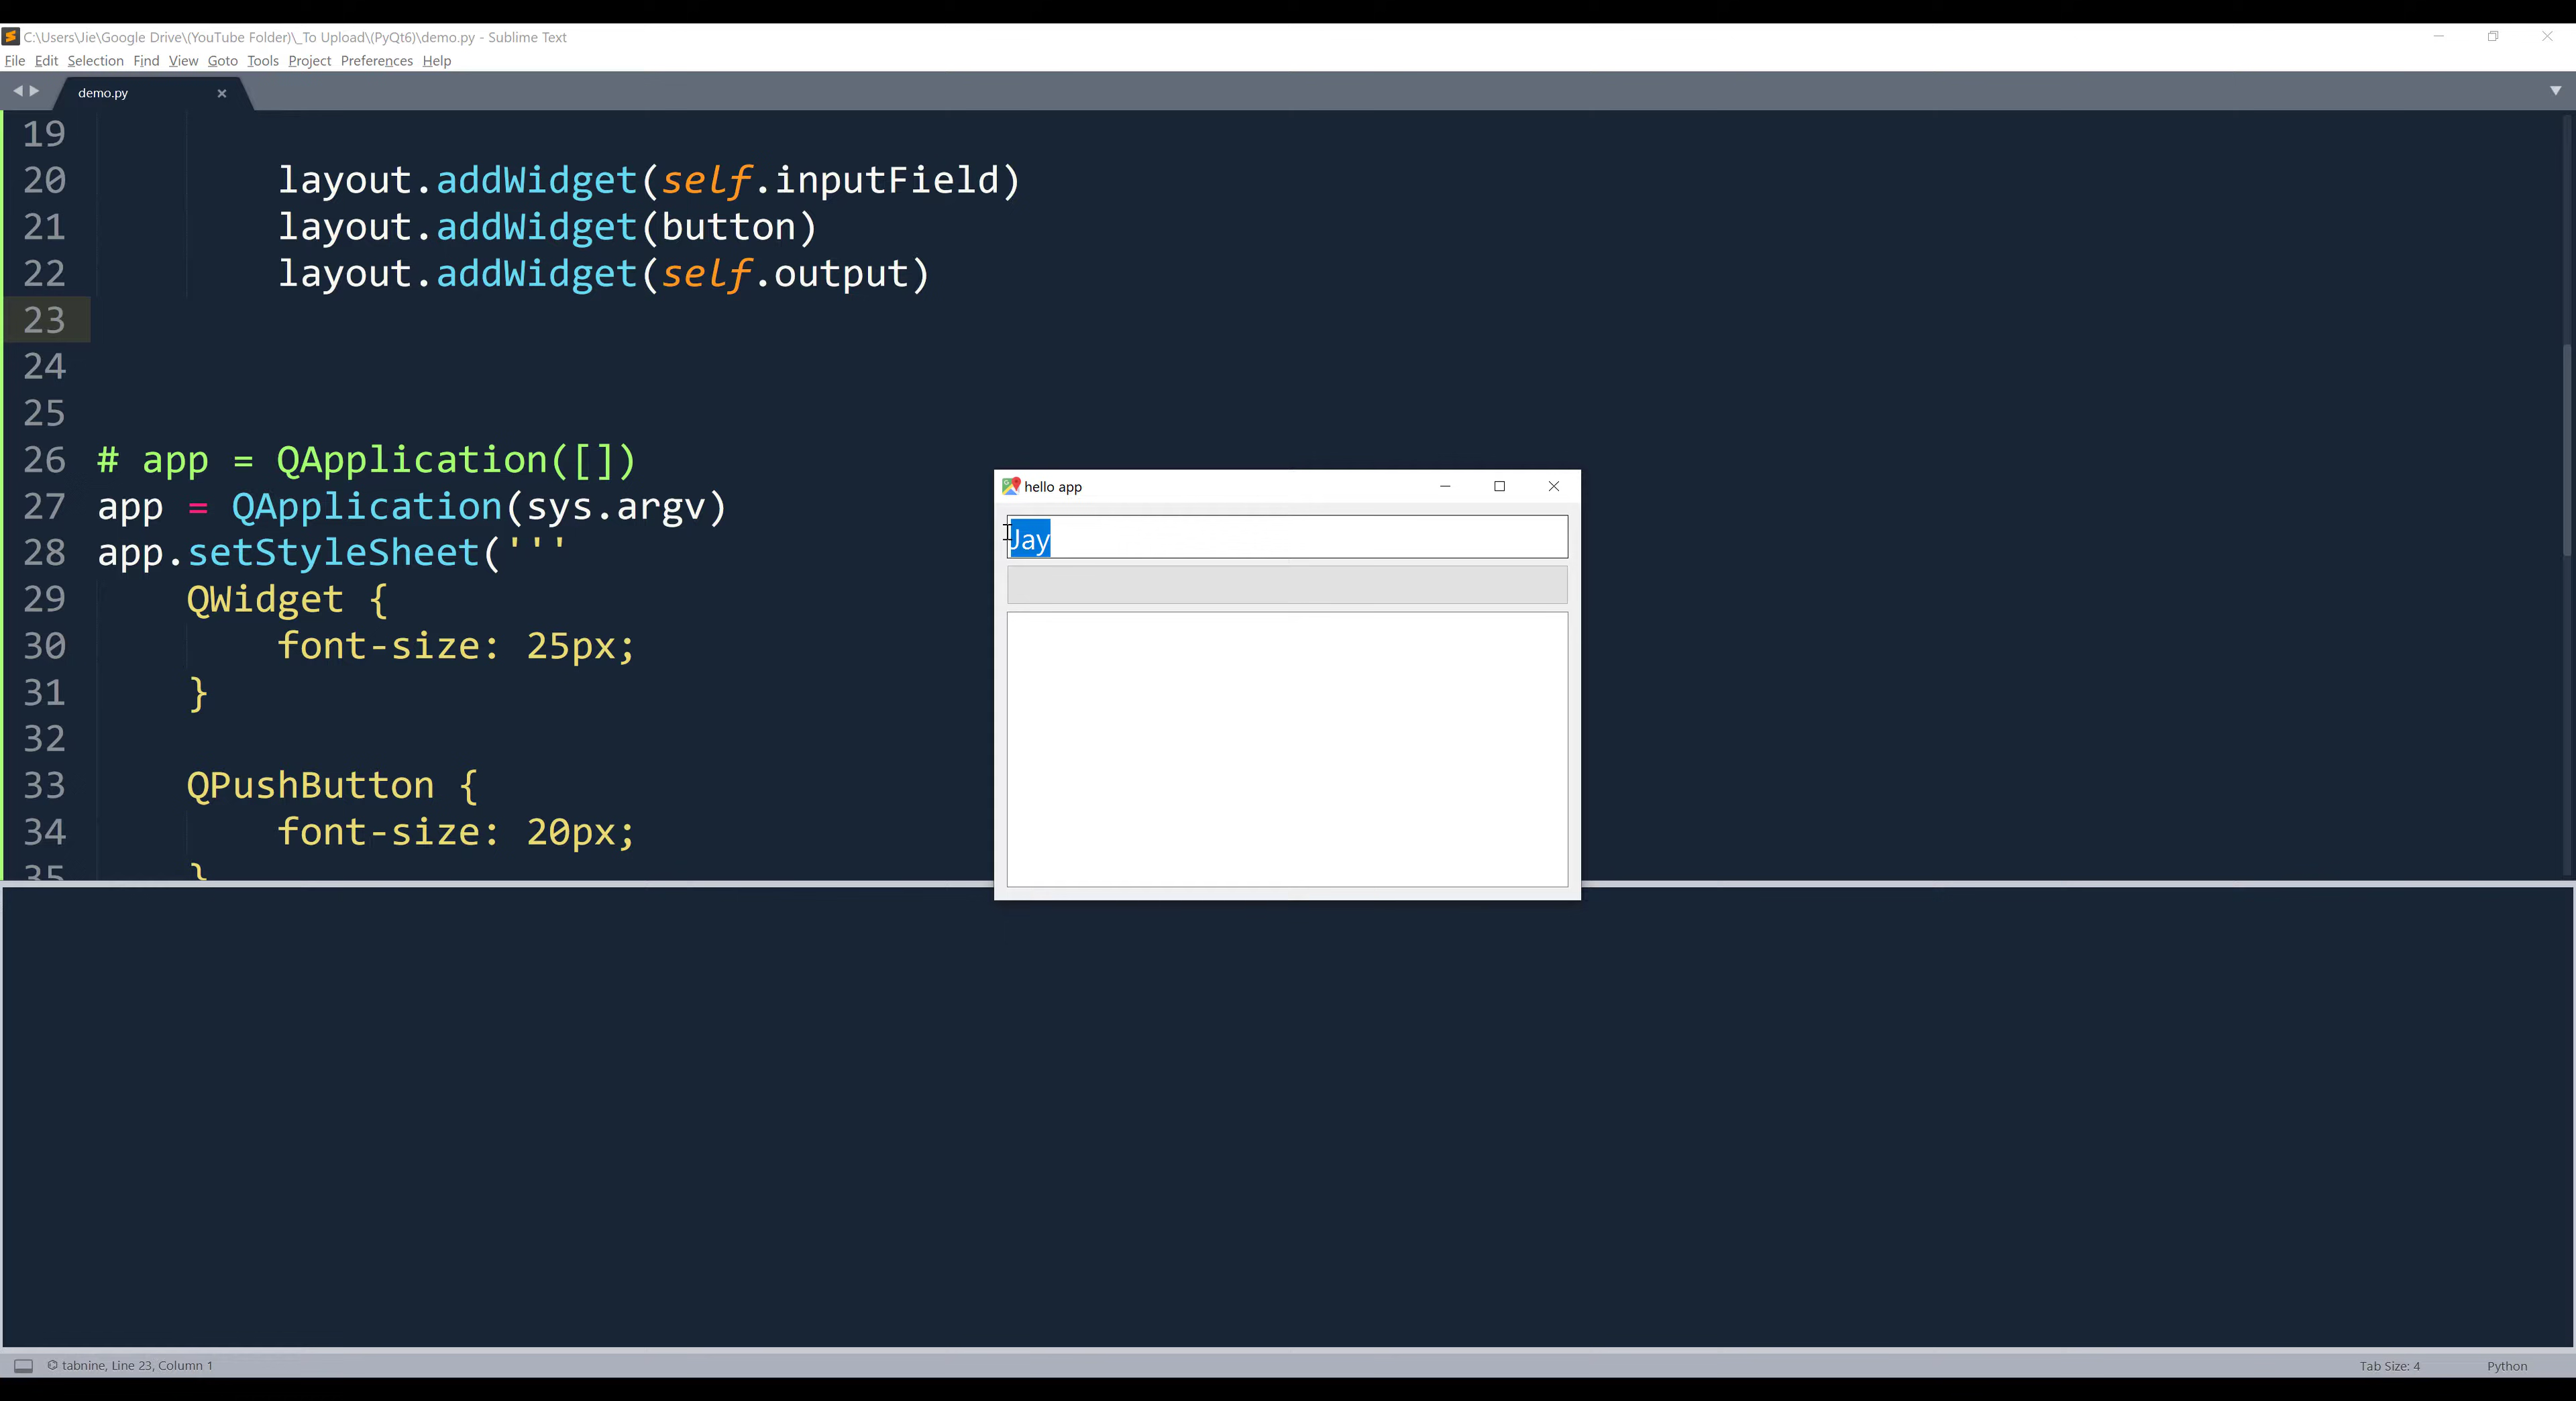 C:\Users\Jie\Google Drive\(YouTube Folder)\_To Upload\(PyQt6)\demo.py - Sublime Text
File Edit Selection Find View Goto Tools Project Preferences Help
demo.py
19
20 layout.addWidget(self.inputField)
21 layout.addWidget(button)
22 layout.addWidget(self.output)
23
24
25
26 # app = QApplication([])
27 app = QApplication(sys.argv)
28 app.setStyleSheet('''
29 QWidget {
30 font-size: 25px;
31 }
32
33 QPushButton {
34 font-size: 20px;
35 }
hello app
Jay
tabnine, Line 23, Column 1
Tab Size: 4
Python